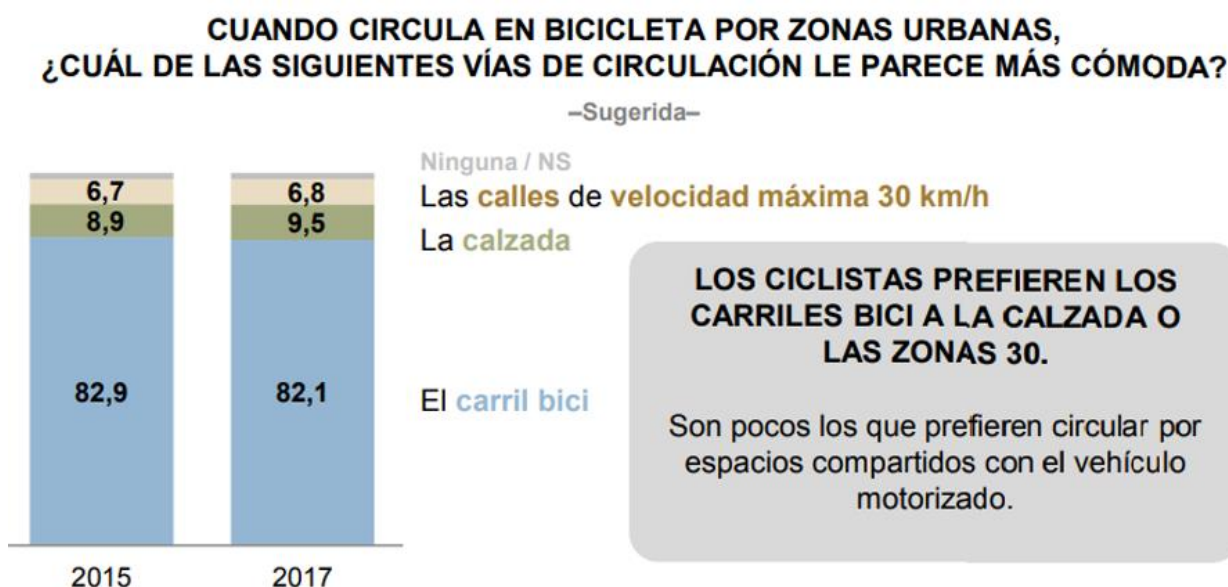 CUANDO CIRCULA EN BICICLETA POR ZONAS URBANAS,
¿CUÁL DE LAS SIGUIENTES VÍAS DE CIRCULACIÓN LE PARECE MÁS CÓMODA?
–Sugerida–
Ninguna / NS
6,7
6,8
Las calles de velocidad máxima 30 km/h
8,9
9,5
La calzada
82,9
82,1
El carril bici
2015
2017
LOS CICLISTAS PREFIEREN LOS
CARRILES BICI A LA CALZADA O
LAS ZONAS 30.
Son pocos los que prefieren circular por
espacios compartidos con el vehículo
motorizado.